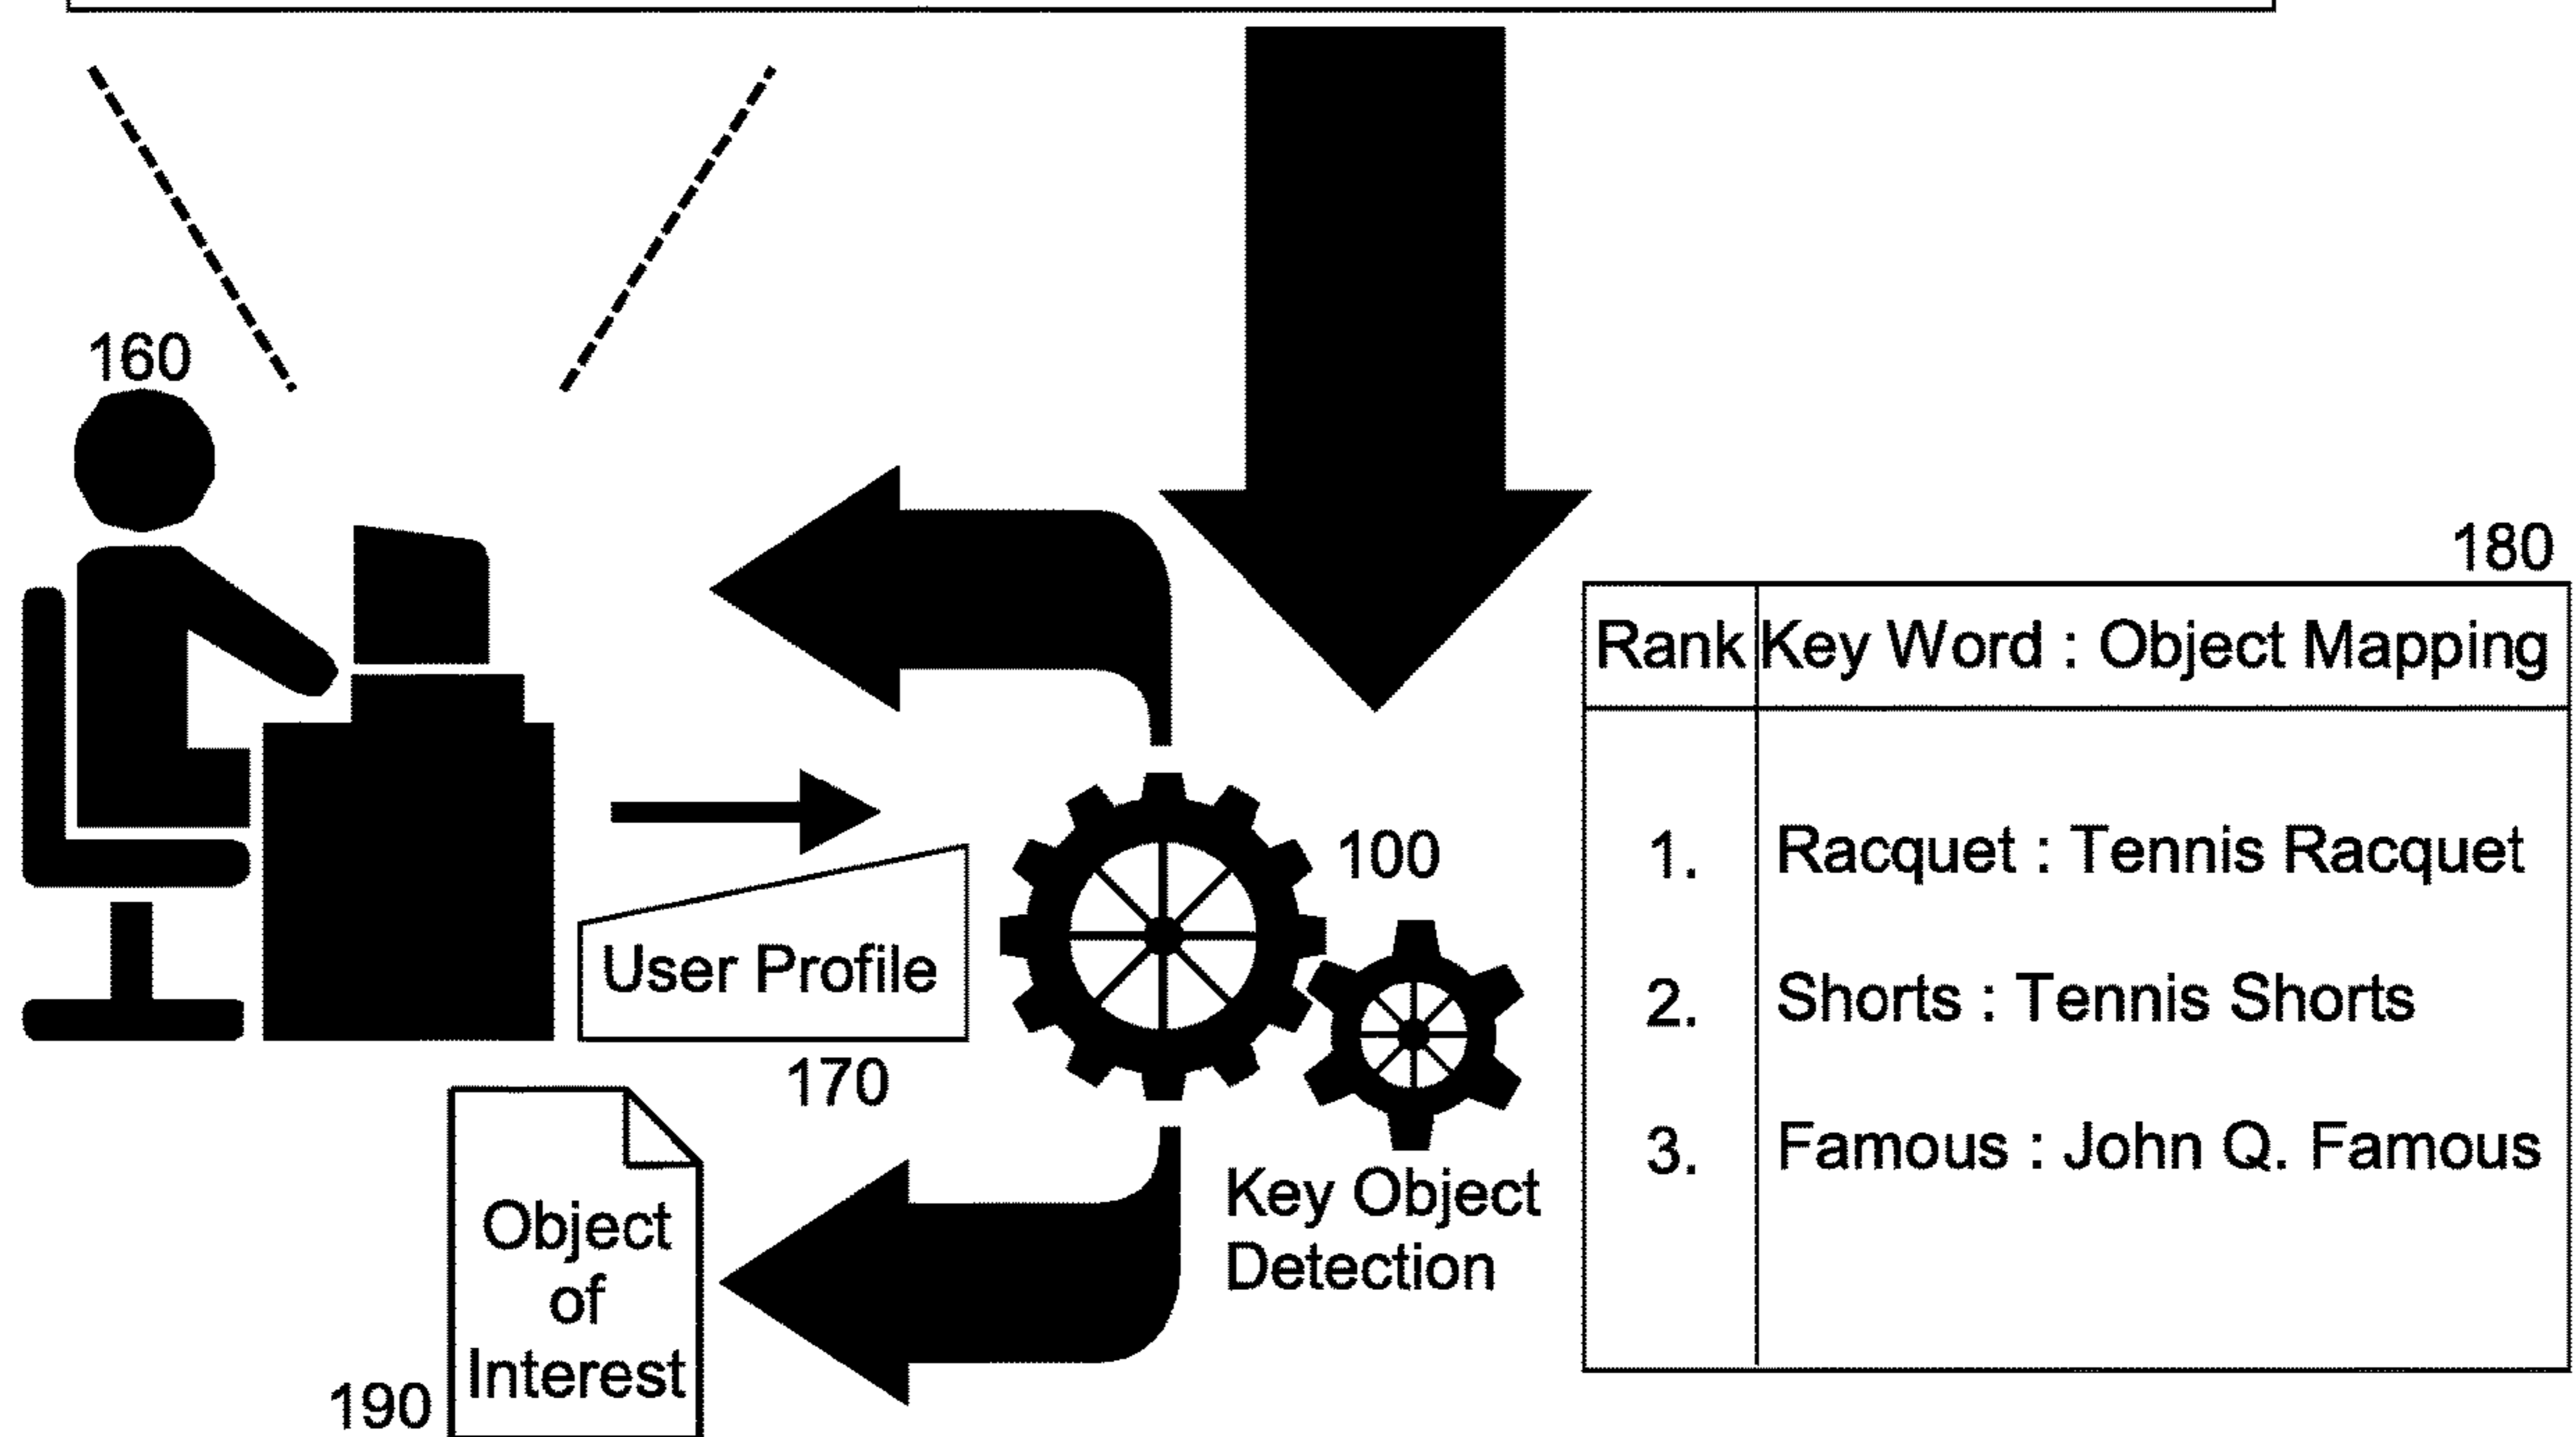 160
180
Rank Key Word : Object Mapping
1. Racquet : Tennis Racquet
2. Shorts : Tennis Shorts
3. Famous : John Q. Famous
100
User Profile
170
Key Object
Detection
Object
of
Interest
190